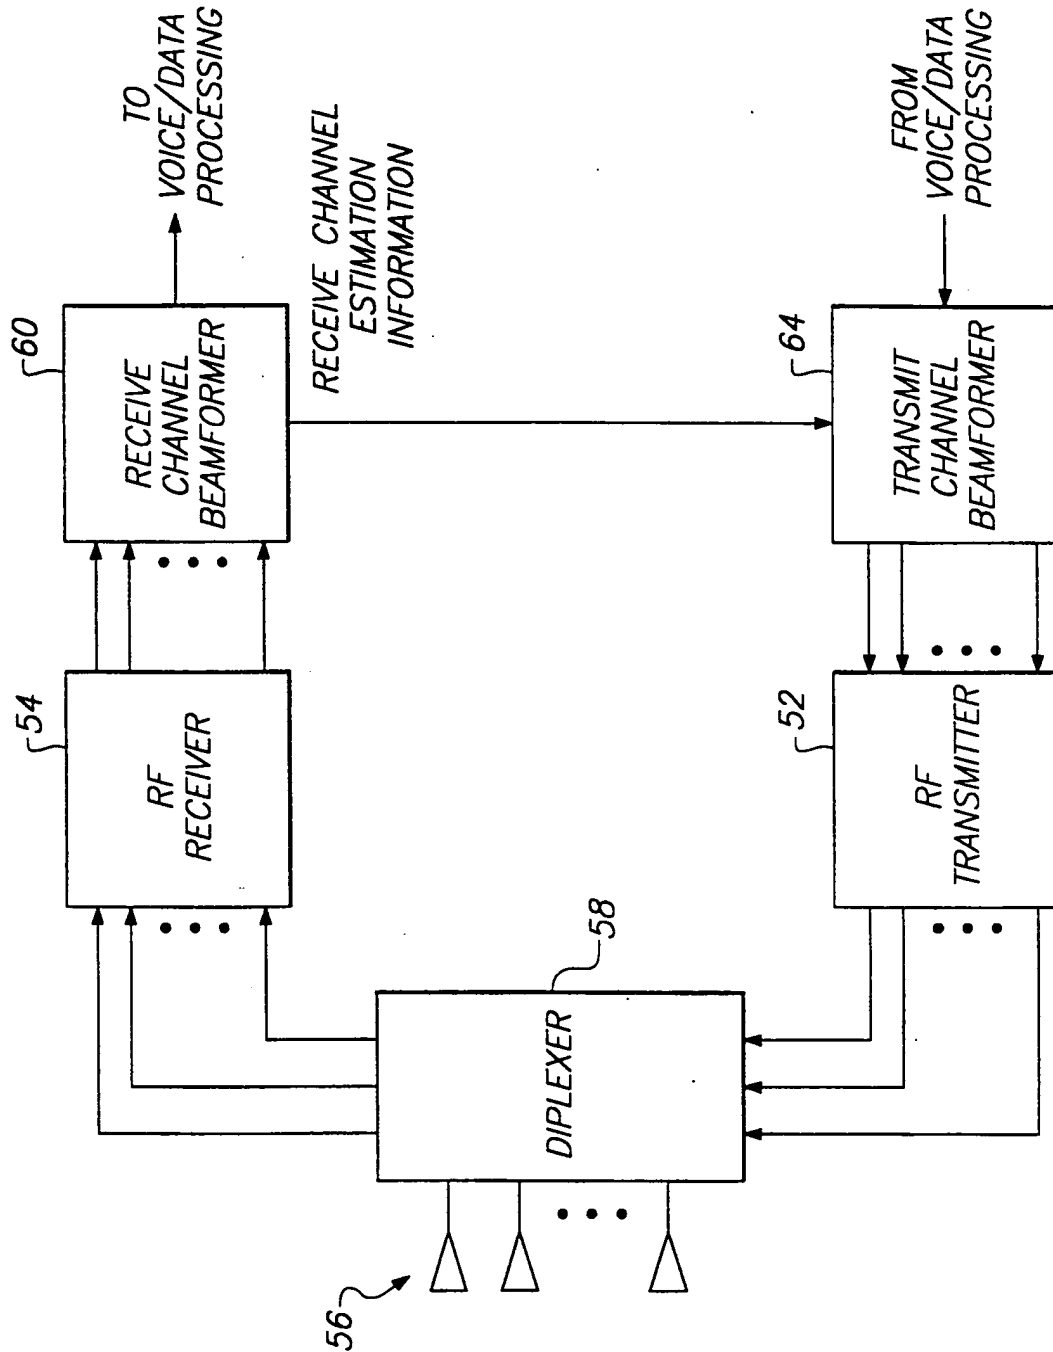 TO
VOICE/DATA
PROCESSING
60
RECEIVE
CHANNEL
BEAMFORMER
RECEIVE CHANNEL
ESTIMATION
INFORMATION
FROM
VOICE/DATA
PROCESSING
64
TRANSMIT
CHANNEL
BEAMFORMER
54
RF
RECEIVER
52
RF
TRANSMITTER
58
DIPLEXER
56